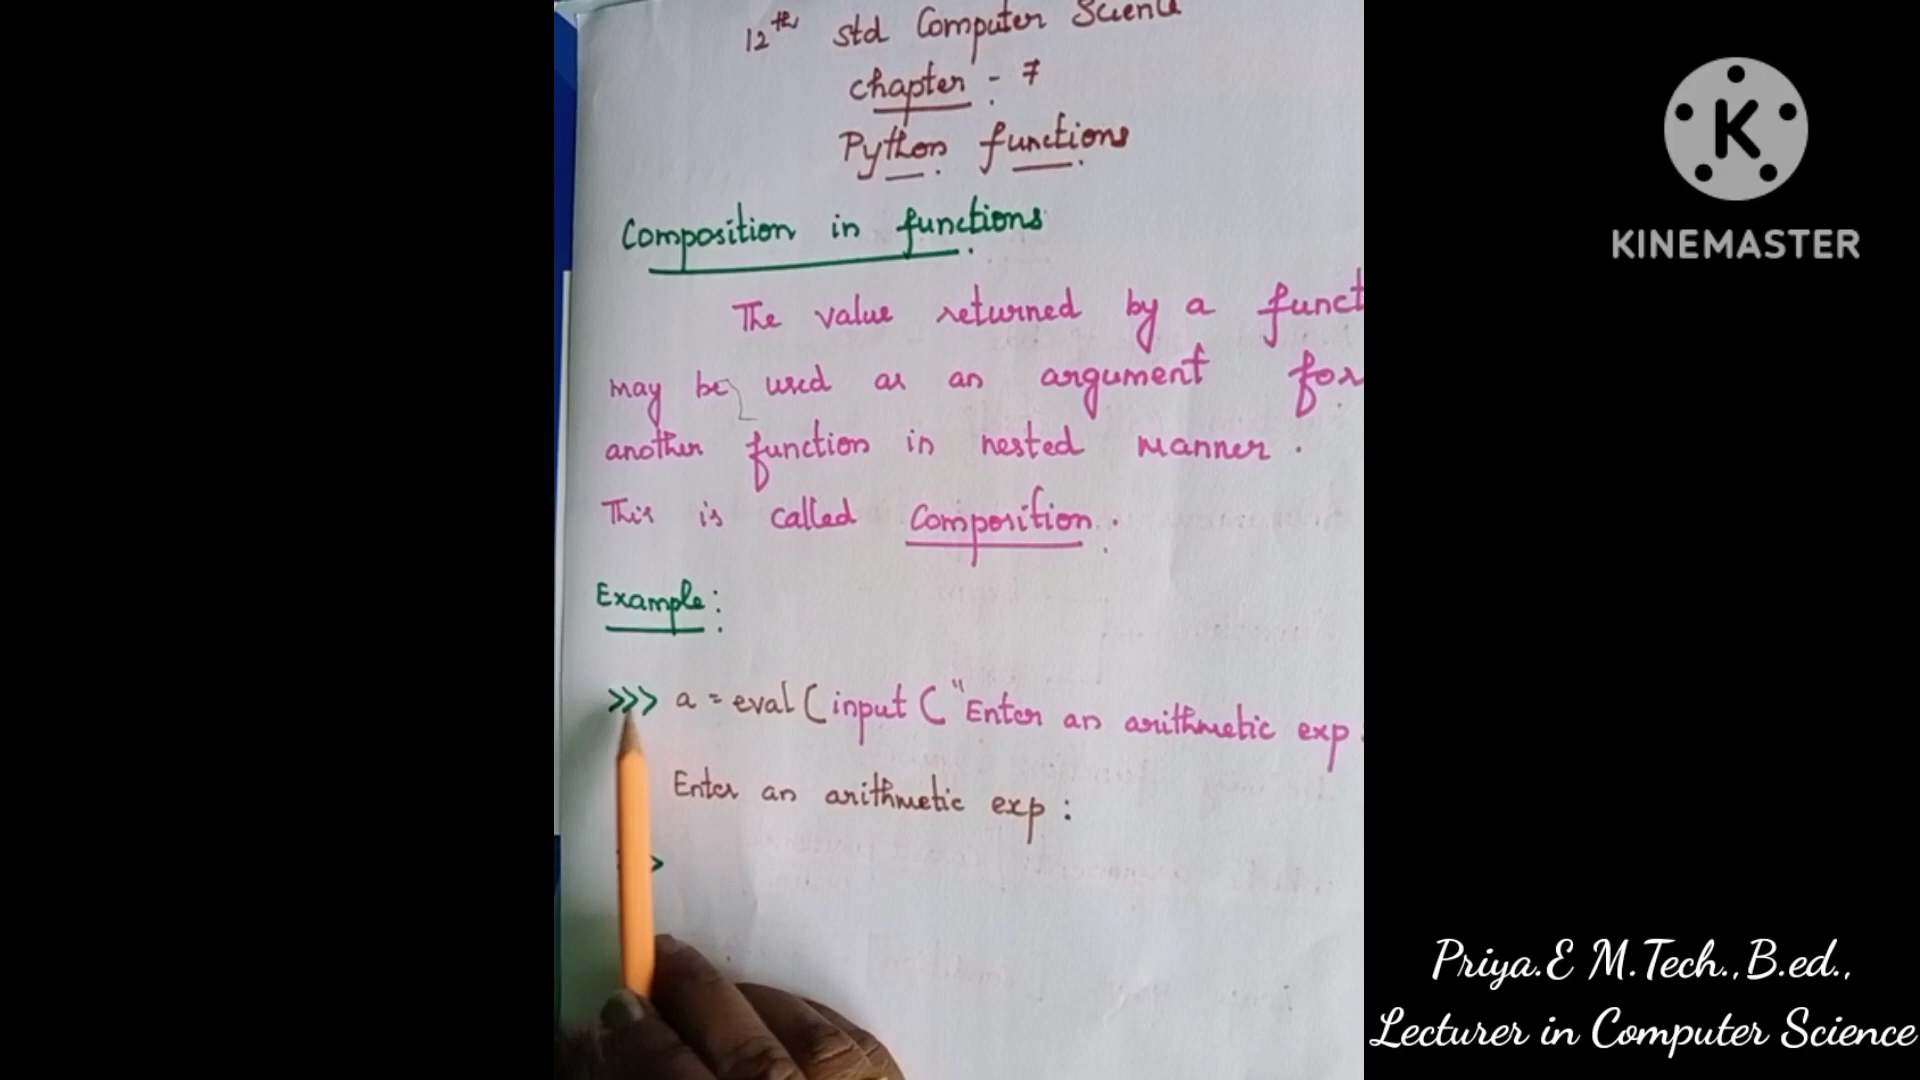 12th std Computer Science
chapter :- 7
Python functions
Composition in functions
The value returned by a funct
may be used as an argument for
another function in nested manner.
This is called Composition.
Example:
>>> a = eval (input ("Enter an arithmetic exp:
Enter an arithmetic exp:
>
KINEMASTER
Priya.E M.Tech.,B.ed.,
Lecturer in Computer Science